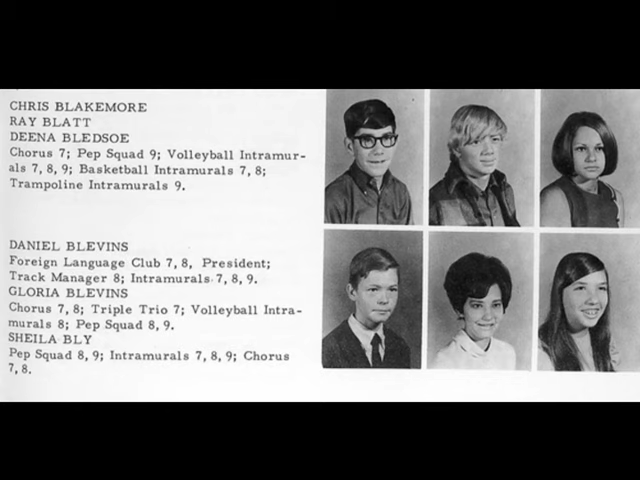 CHRIS BLAKEMORE
RAY BLATT
DEENA BLEDSOE
Chorus 7; Pep Squad 9; Volleyball Intramur-
als 7, 8, 9; Basketball Intramurals 7, 8;
Trampoline Intramurals 9.
DANIEL BLEVINS
Foreign Language Club 7, 8, President;
Track Manager 8; Intramurals 7, 8, 9.
GLORIA BLEVINS
Chorus 7, 8; Triple Trio 7; Volleyball Intra-
murals 8; Pep Squad 8, 9.
SHEILA BLY
Pep Squad 8, 9; Intramurals 7, 8, 9; Chorus
7, 8.